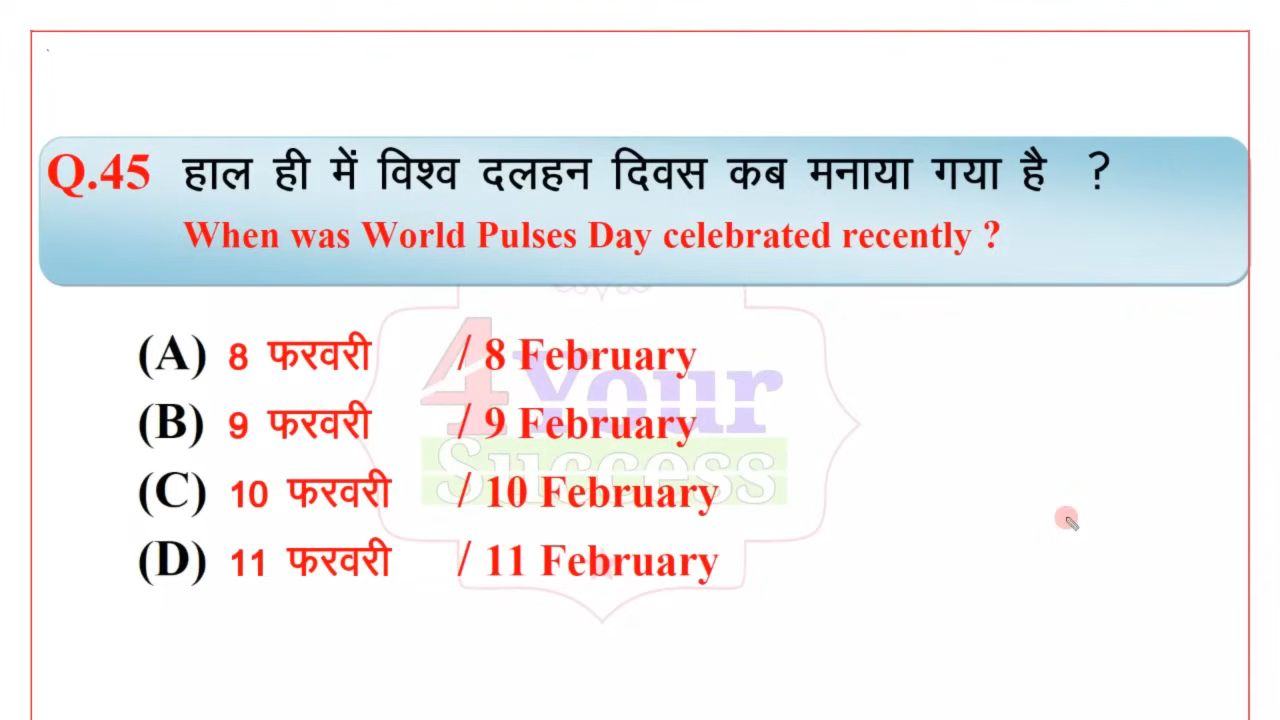 Q.45 हाल ही में विश्व दलहन दिवस कब मनाया गया है ?
When was World Pulses Day celebrated recently ?
(A) 8 फरवरी / 8 February
(B) 9 फरवरी / 9 February
(C) 10 फरवरी / 10 February
(D) 11 फरवरी / 11 February
4 Your
Success